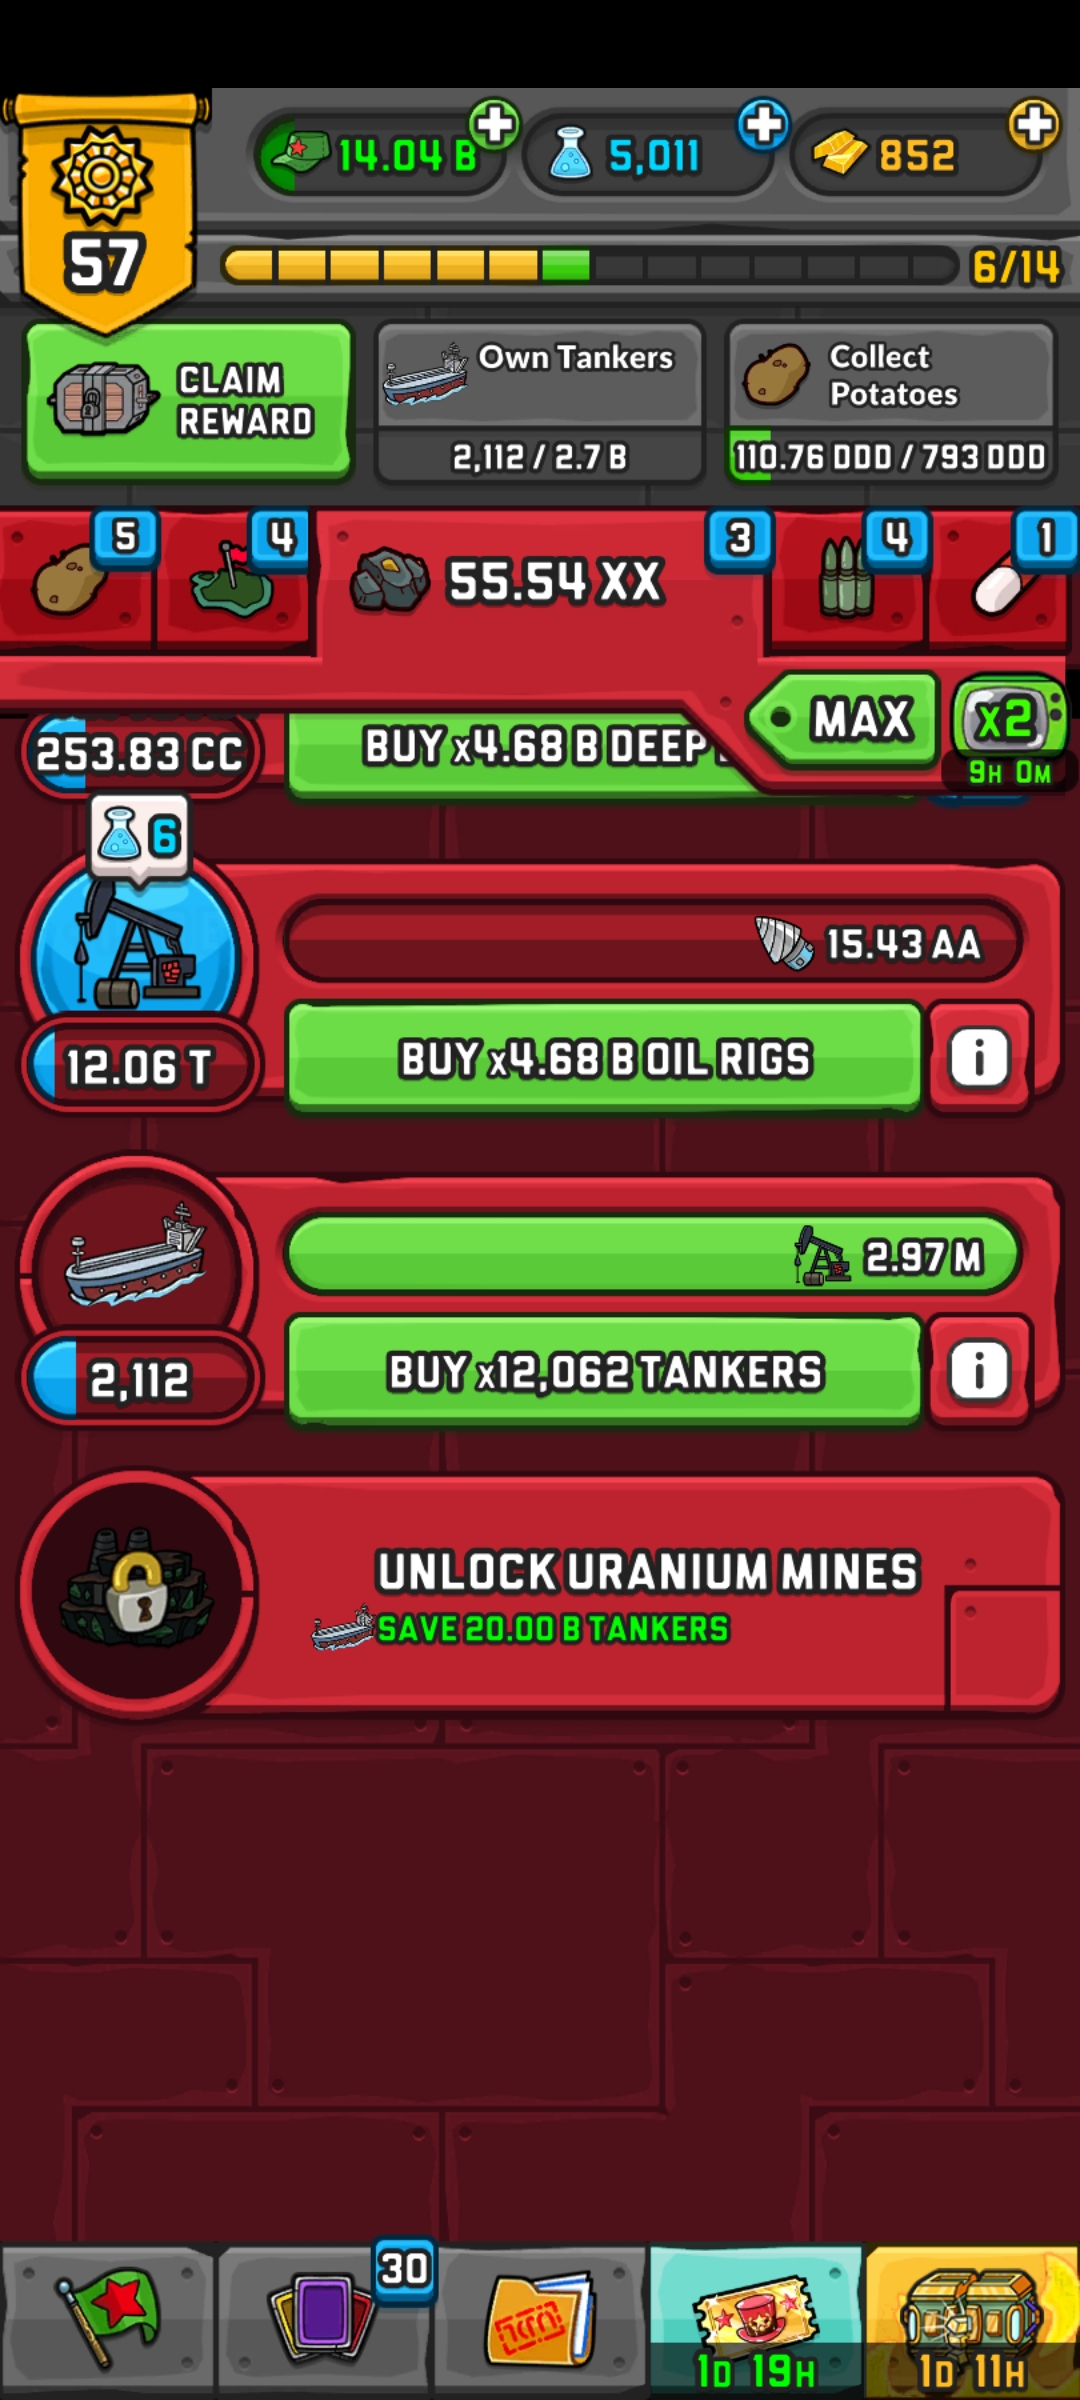 14.04 B
5,011
852
57
6/14
CLAIM
REWARD
Own Tankers
2,112 / 2.7 B
Collect
Potatoes
110.76 DDD / 793 DDD
5
4
55.54 XX
3
4
1
MAX
x2
9H 0M
253.83 CC
BUY x4.68 B DEEP
6
15.43 AA
12.06 T
BUY x4.68 B OIL RIGS
i
2.97 M
2,112
BUY x12,062 TANKERS
i
UNLOCK URANIUM MINES
SAVE 20.00 B TANKERS
30
1D 19H
1D 11H